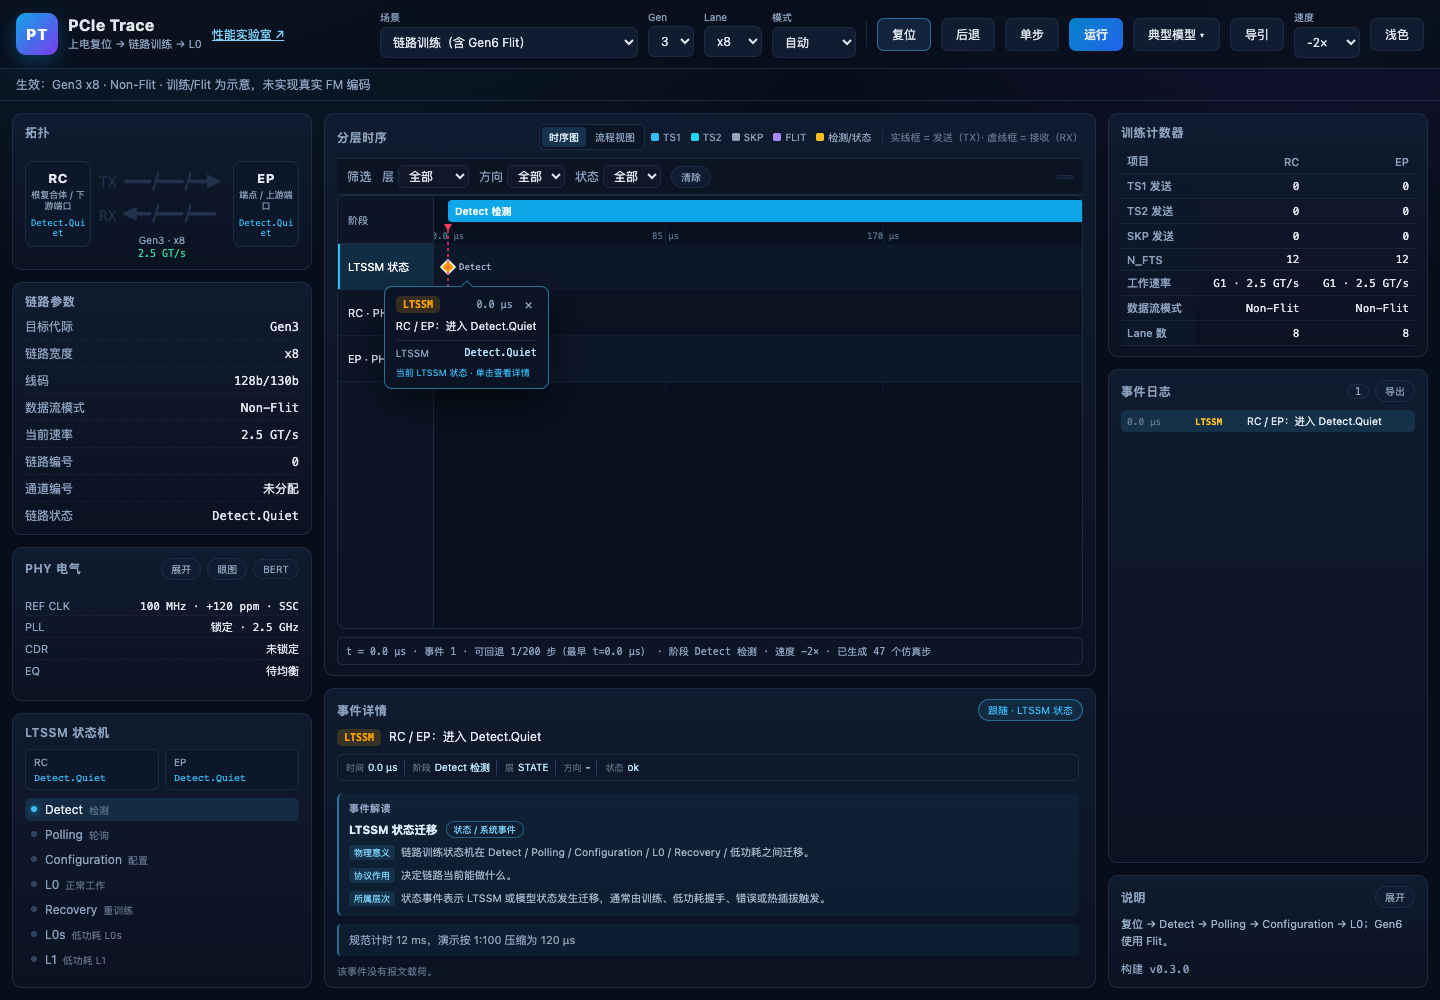 PT
PCIe Trace
上电复位 → 链路训练 → L0
性能实验室 ↗
场景
链路训练（含 Gen6 Flit）
Gen
3
Lane
x8
模式
自动
复位
后退
单步
运行
典型模型 ▾
导引
速度
-2×
浅色
生效：Gen3 x8 · Non-Flit · 训练/Flit 为示意，未实现真实 FM 编码
拓扑
RC
根复合体 / 下
游端口
Detect.Qui
et
TX
RX
Gen3 · x8
2.5 GT/s
EP
端点 / 上游端
口
Detect.Qui
et
链路参数
目标代际 Gen3
链路宽度 x8
线码 128b/130b
数据流模式 Non-Flit
当前速率 2.5 GT/s
链路编号 0
通道编号 未分配
链路状态 Detect.Quiet
PHY 电气
展开
眼图
BERT
REF CLK 100 MHz · +120 ppm · SSC
PLL 锁定 · 2.5 GHz
CDR 未锁定
EQ 待均衡
LTSSM 状态机
RC
Detect.Quiet
EP
Detect.Quiet
Detect 检测
Polling 轮询
Configuration 配置
L0 正常工作
Recovery 重训练
L0s 低功耗 L0s
L1 低功耗 L1
分层时序
时序图
流程视图
TS1
TS2
SKP
FLIT
检测/状态
实线框 = 发送（TX）· 虚线框 = 接收（RX）
筛选
层 全部
方向 全部
状态 全部
清除
阶段
Detect 检测
0.0 µs
85 µs
170 µs
LTSSM 状态
Detect
RC · PH
EP · PH
LTSSM 0.0 µs ×
RC / EP：进入 Detect.Quiet
LTSSM Detect.Quiet
当前 LTSSM 状态 · 单击查看详情
t = 0.0 µs · 事件 1 · 可回退 1/200 步（最早 t=0.0 µs） · 阶段 Detect 检测 · 速度 -2× · 已生成 47 个仿真步
事件详情
跟随 · LTSSM 状态
LTSSM RC / EP：进入 Detect.Quiet
时间 0.0 µs
阶段 Detect 检测
层 STATE
方向 -
状态 ok
事件解读
LTSSM 状态迁移 状态 / 系统事件
物理意义 链路训练状态机在 Detect / Polling / Configuration / L0 / Recovery / 低功耗之间迁移。
协议作用 决定链路当前能做什么。
所属层次 状态事件表示 LTSSM 或模型状态发生迁移，通常由训练、低功耗握手、错误或热插拔触发。
规范计时 12 ms，演示按 1:100 压缩为 120 µs
该事件没有报文载荷。
训练计数器
项目 RC EP
TS1 发送 0 0
TS2 发送 0 0
SKP 发送 0 0
N_FTS 12 12
工作速率 G1 · 2.5 GT/s G1 · 2.5 GT/s
数据流模式 Non-Flit Non-Flit
Lane 数 8 8
事件日志
1
导出
0.0 µs LTSSM RC / EP：进入 Detect.Quiet
说明
展开
复位 → Detect → Polling → Configuration → L0；Gen6
使用 Flit。
构建 v0.3.0